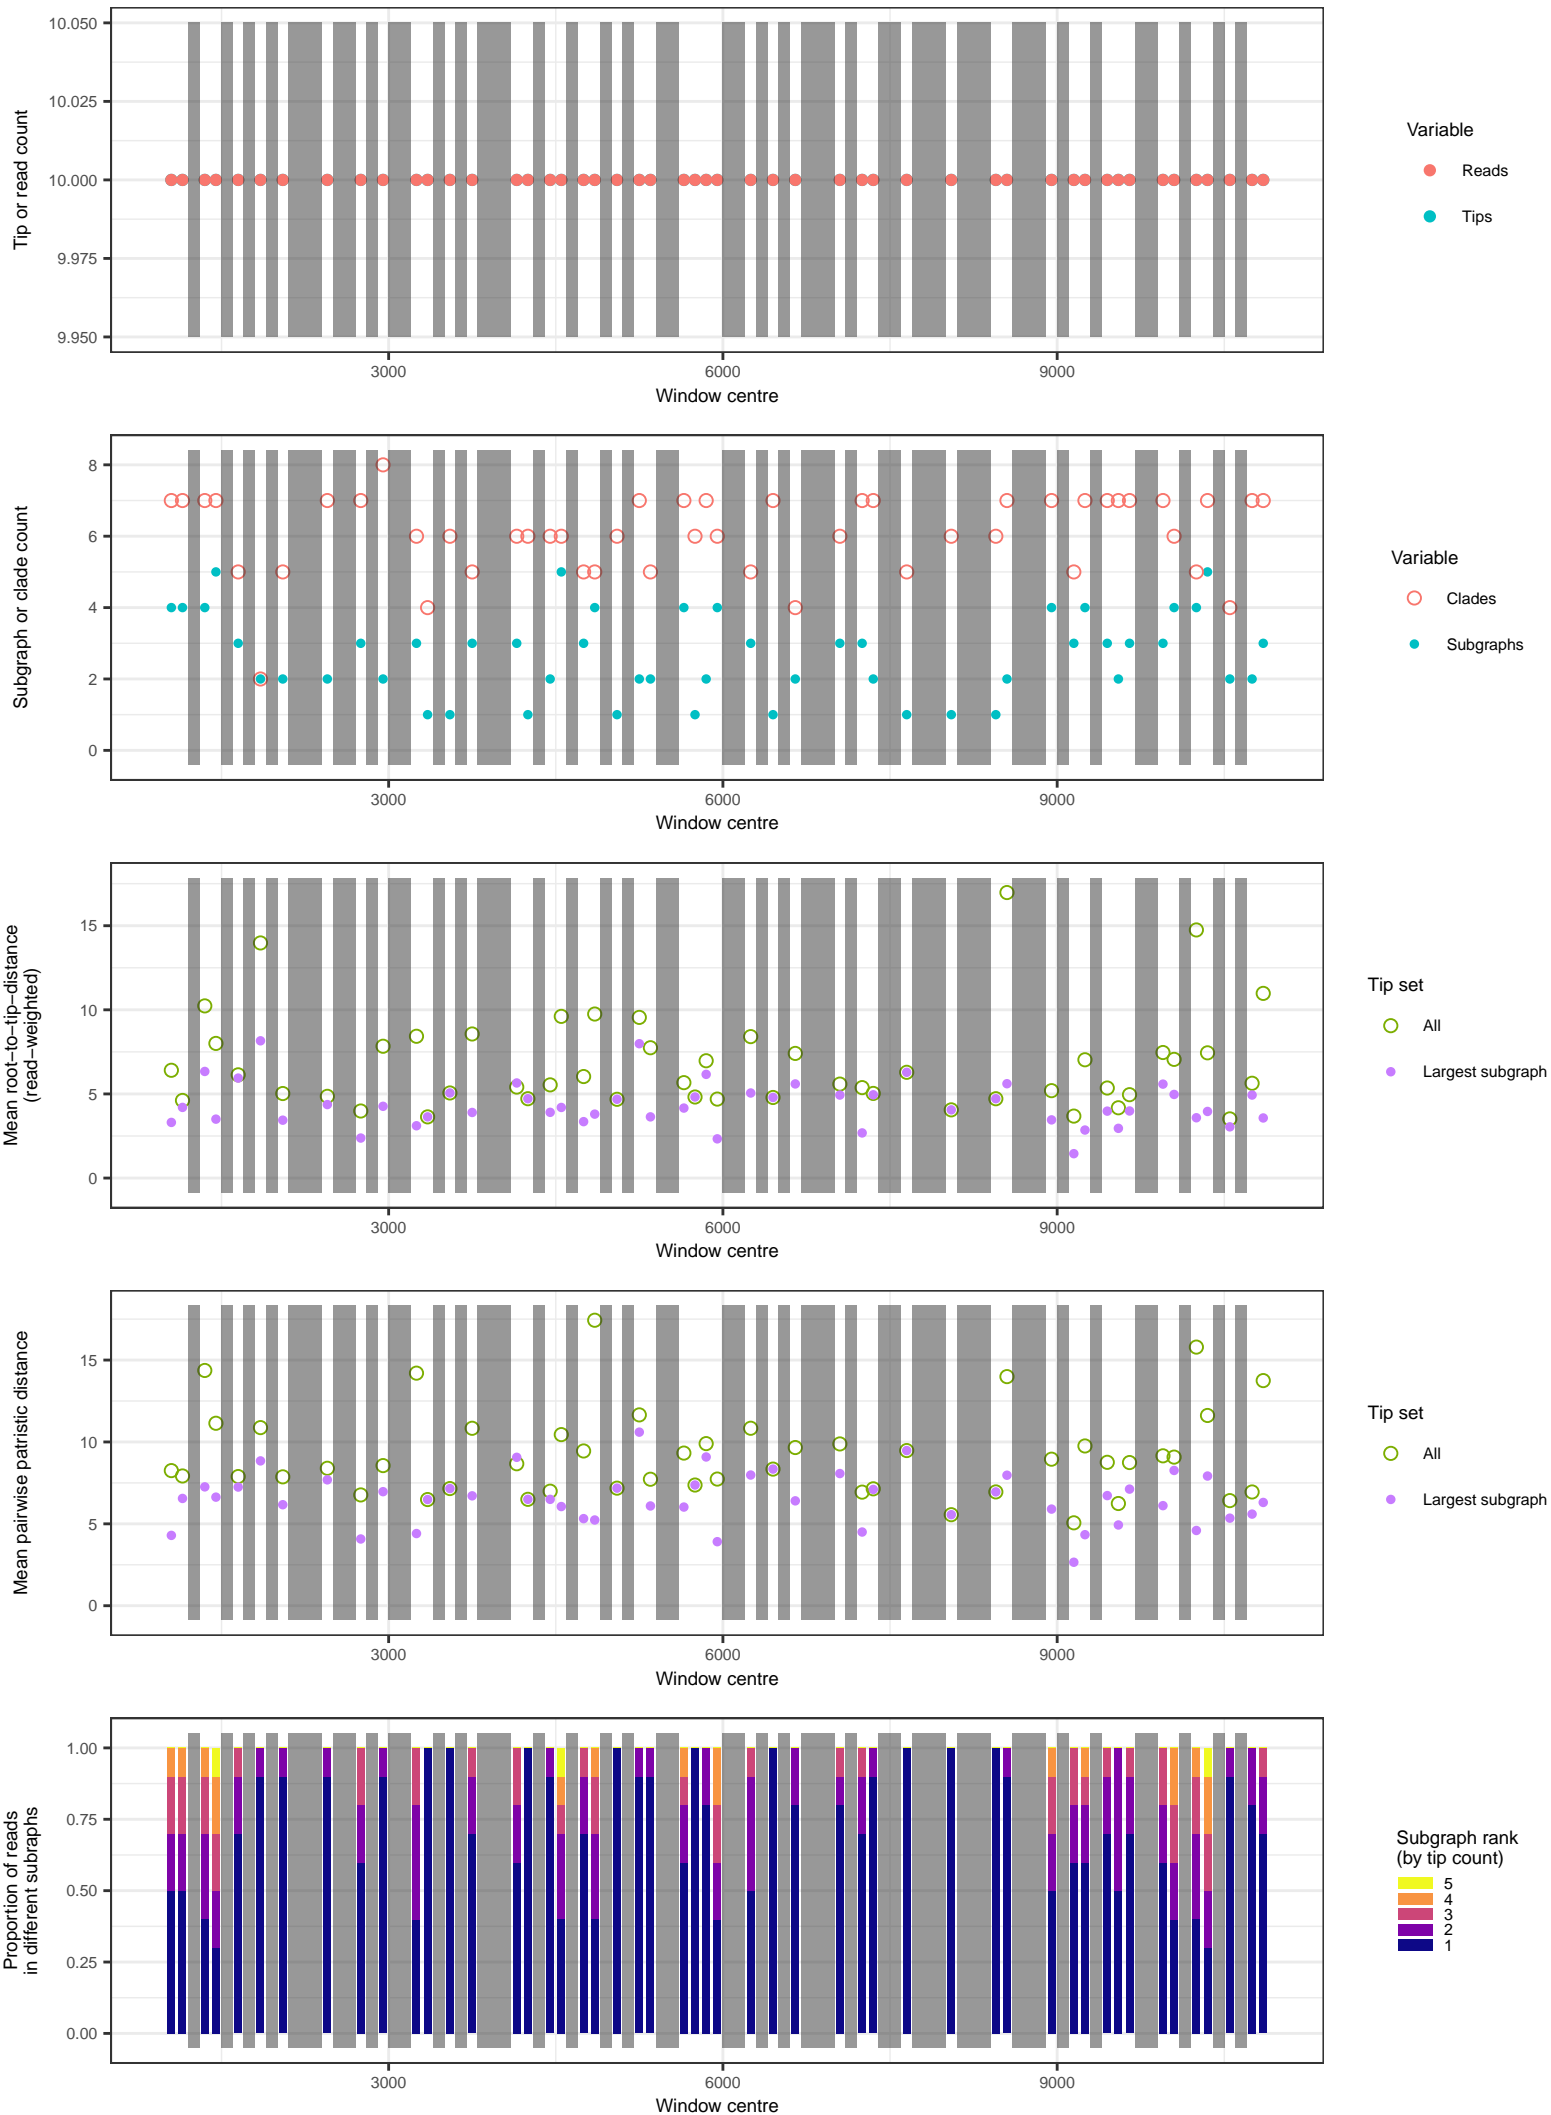 10.050
10.025
10.000
9.975
9.950
Tip or read count
3000 6000 9000
Window centre
Variable
Reads
Tips
8
6
4
2
0
Subgraph or clade count
3000 6000 9000
Window centre
Variable
Clades
Subgraphs
15
10
5
0
Mean root−to−tip−distance
(read−weighted)
3000 6000 9000
Window centre
Tip set
All
Largest subgraph
15
10
5
0
Mean pairwise patristic distance
3000 6000 9000
Window centre
Tip set
All
Largest subgraph
1.00
0.75
0.50
0.25
0.00
Proportion of reads
in different subraphs
3000 6000 9000
Window centre
Subgraph rank
(by tip count)
5
4
3
2
1